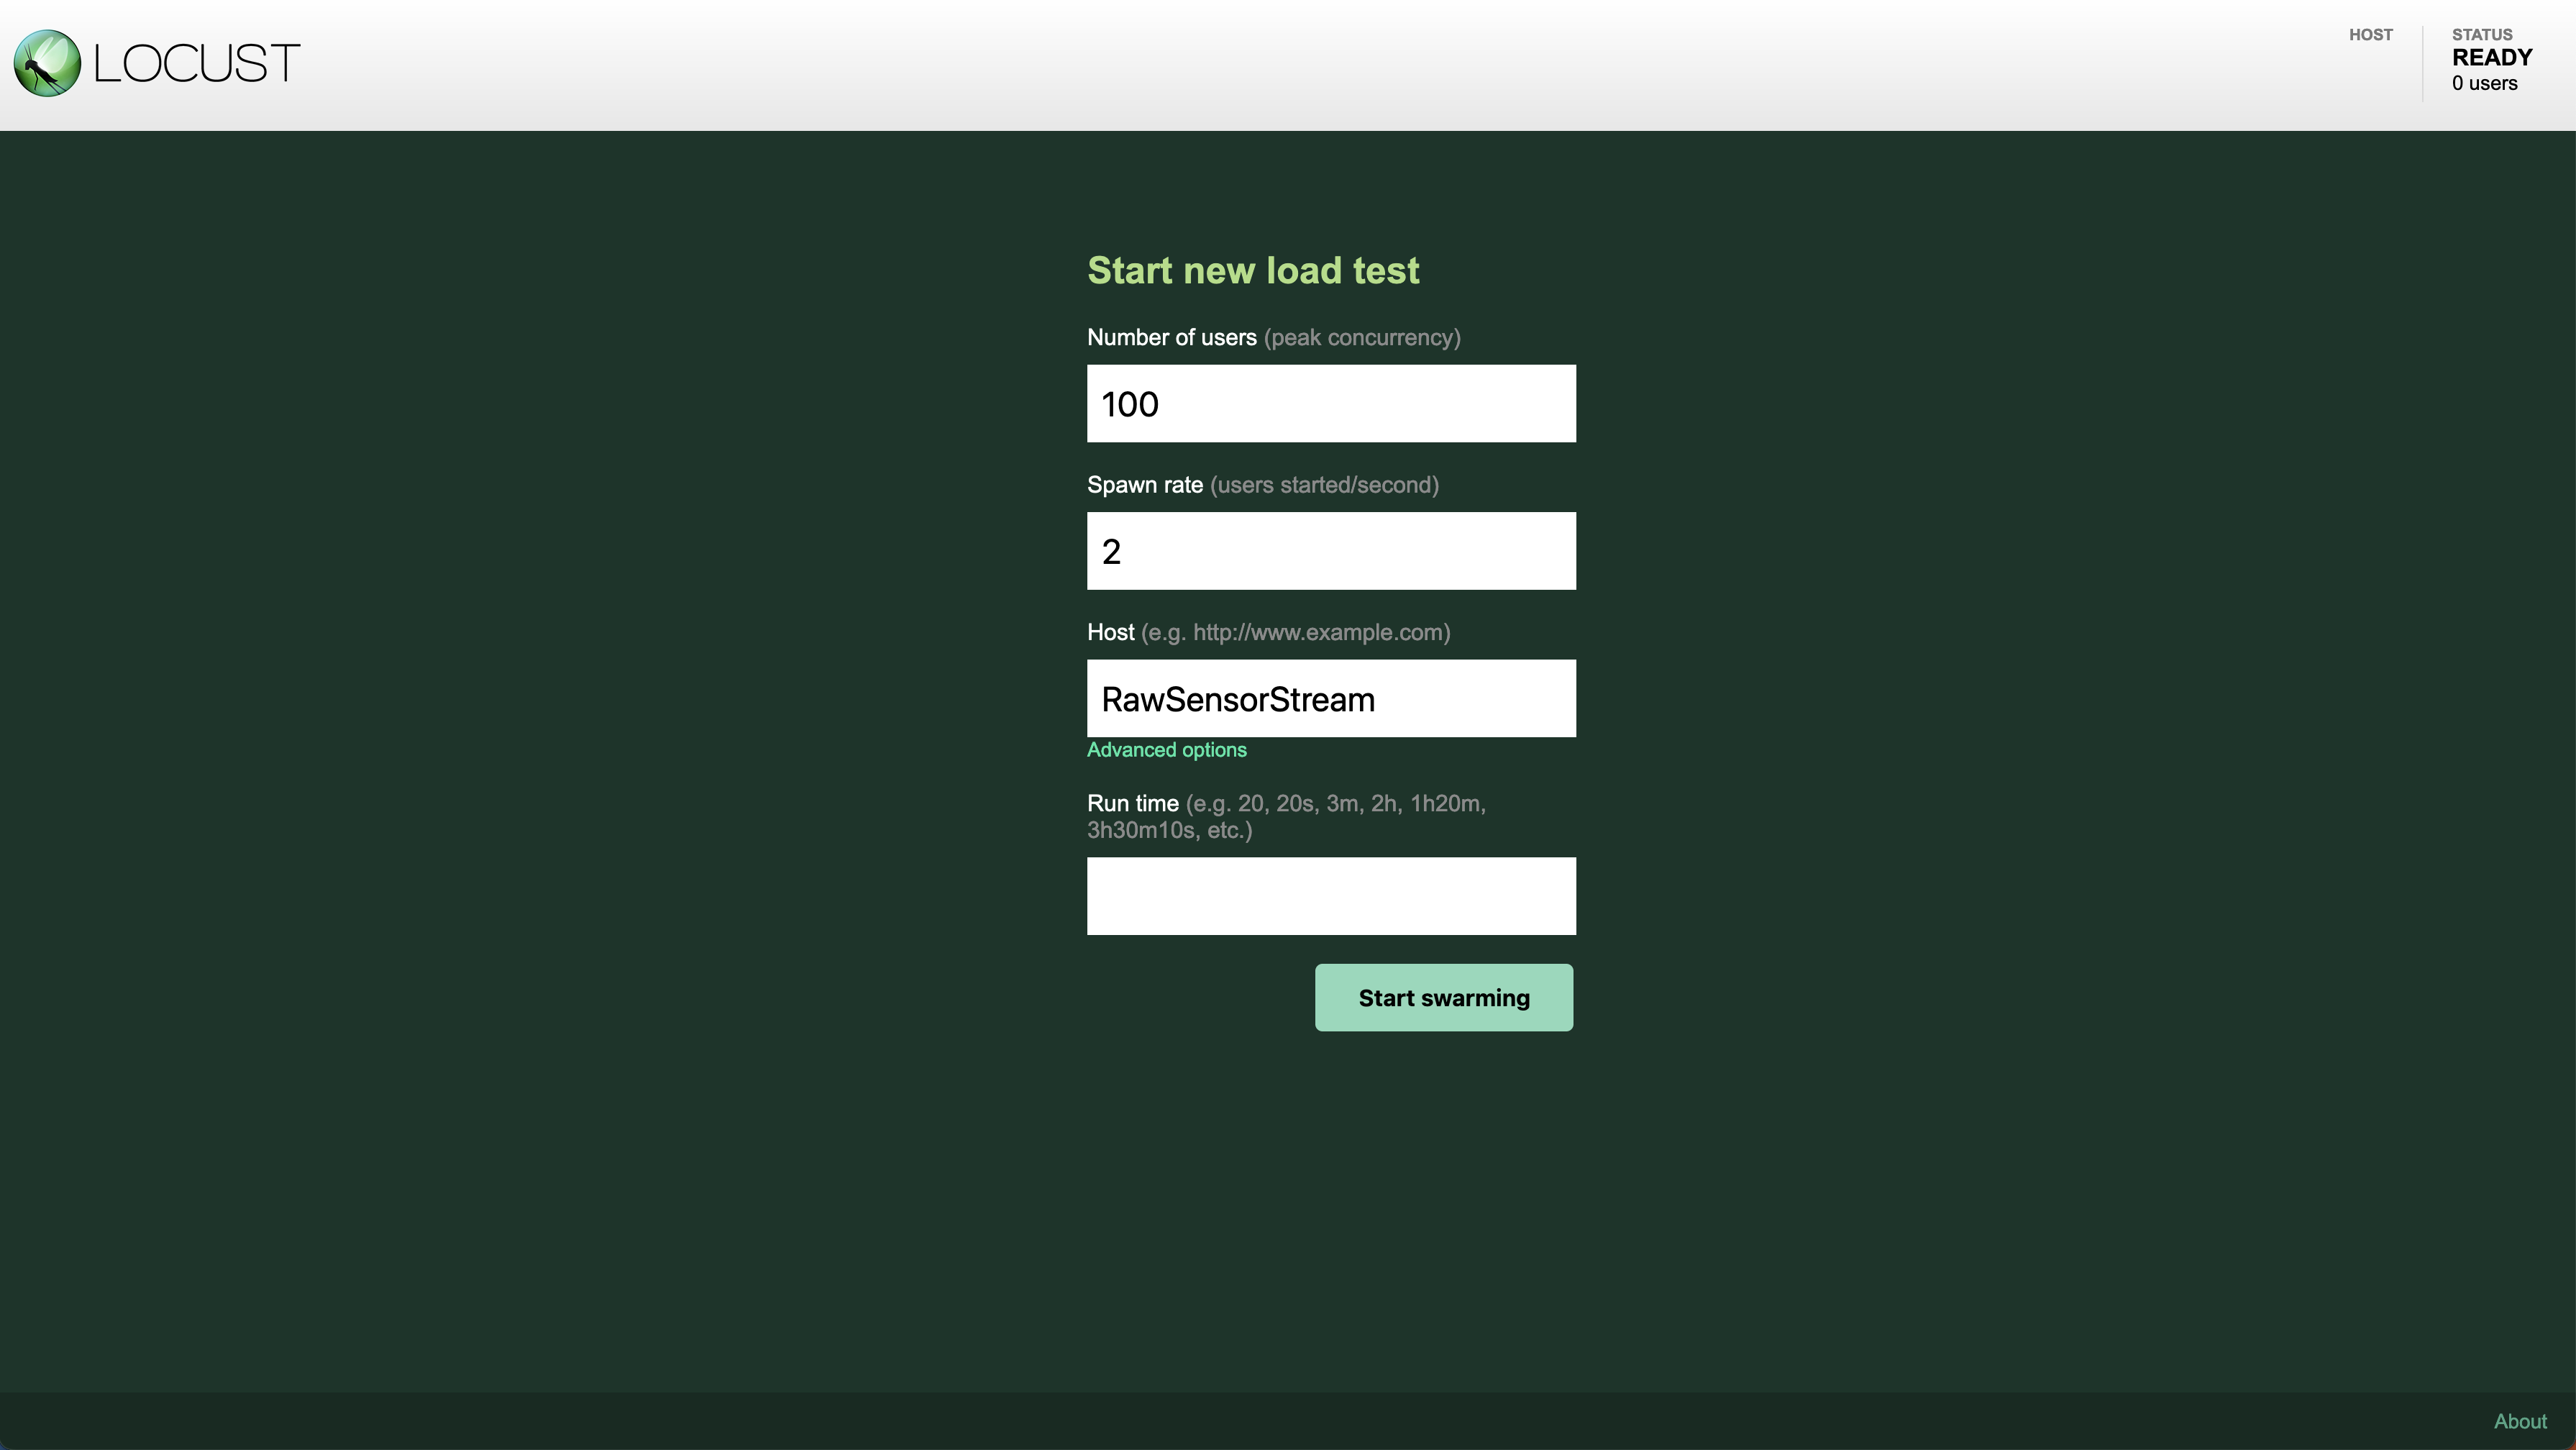 LOCUST
HOST
STATUS
READY
0 users
Start new load test
Number of users (peak concurrency)
100
Spawn rate (users started/second)
2
Host (e.g. http://www.example.com)
RawSensorStream
Advanced options
Run time (e.g. 20, 20s, 3m, 2h, 1h20m,
3h30m10s, etc.)
Start swarming
About